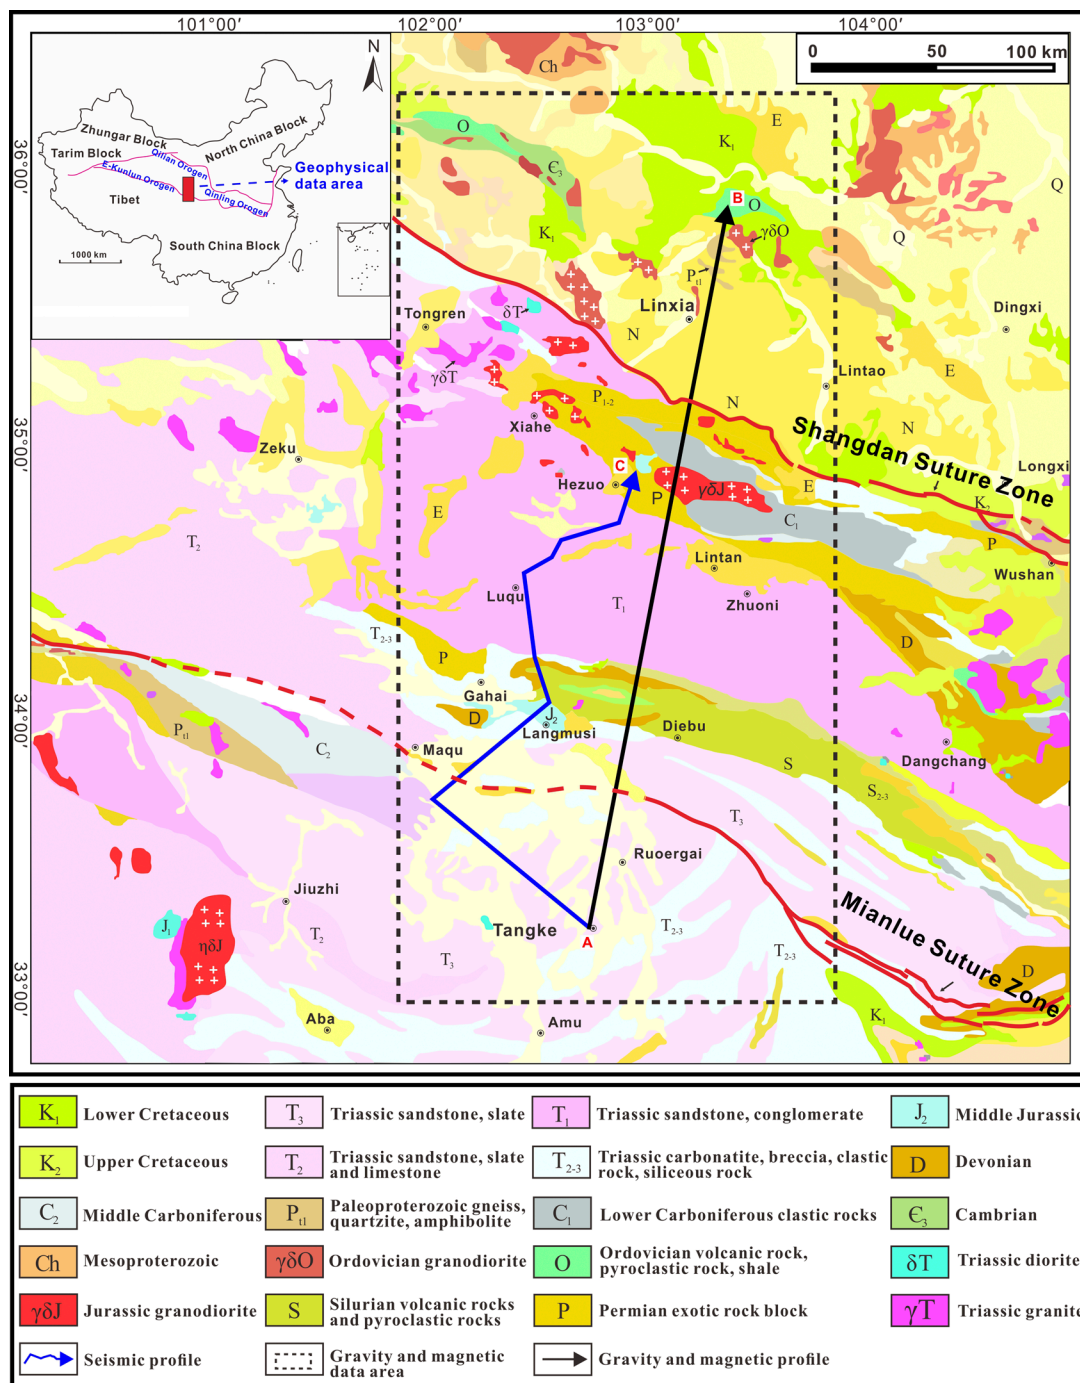 101°00′ 102°00′ 103°00′ 104°00′
36°00′
35°00′
34°00′
33°00′
N
0 50 100 km
Zhungar Block
North China Block
Tarim Block
Qilian Orogen
E-Kunlun Orogen
Qinling Orogen
Tibet
South China Block
1000 km
Geophysical
data area
Ch
O
Є3
K1
E
K1
B
O
γδO
Pt1
Q
Q
Tongren
δT
γδT
Linxia
N
Dingxi
Lintao
E
P1-2
N
N
Xiahe
Shangdan Suture Zone
Zeku
C
Hezuo
P
γδJ
E
Longxi
K2
C1
P
E
T2
Lintan
Wushan
Luqu
T1
Zhuoni
T2-3
P
D
Gahai
D
J2
Langmusi
Diebu
Pt1
C2
Maqu
S
Dangchang
S2-3
T3
Ruoergai
Jiuzhi
Mianlue Suture Zone
J1
ηδJ
T2
Tangke
A
T3
T2-3
T2-3
D
Aba
Amu
K1
K1 Lower Cretaceous
T3 Triassic sandstone, slate
T1 Triassic sandstone, conglomerate
J2 Middle Jurassic
K2 Upper Cretaceous
T2 Triassic sandstone, slate
and limestone
T2-3 Triassic carbonatite, breccia, clastic
rock, siliceous rock
D Devonian
C2 Middle Carboniferous
Pt1 Paleoproterozoic gneiss,
quartzite, amphibolite
C1 Lower Carboniferous clastic rocks
Є3 Cambrian
Ch Mesoproterozoic
γδO Ordovician granodiorite
O Ordovician volcanic rock,
pyroclastic rock, shale
δT Triassic diorite
γδJ Jurassic granodiorite
S Silurian volcanic rocks
and pyroclastic rocks
P Permian exotic rock block
γT Triassic granite
Seismic profile
Gravity and magnetic
data area
Gravity and magnetic profile